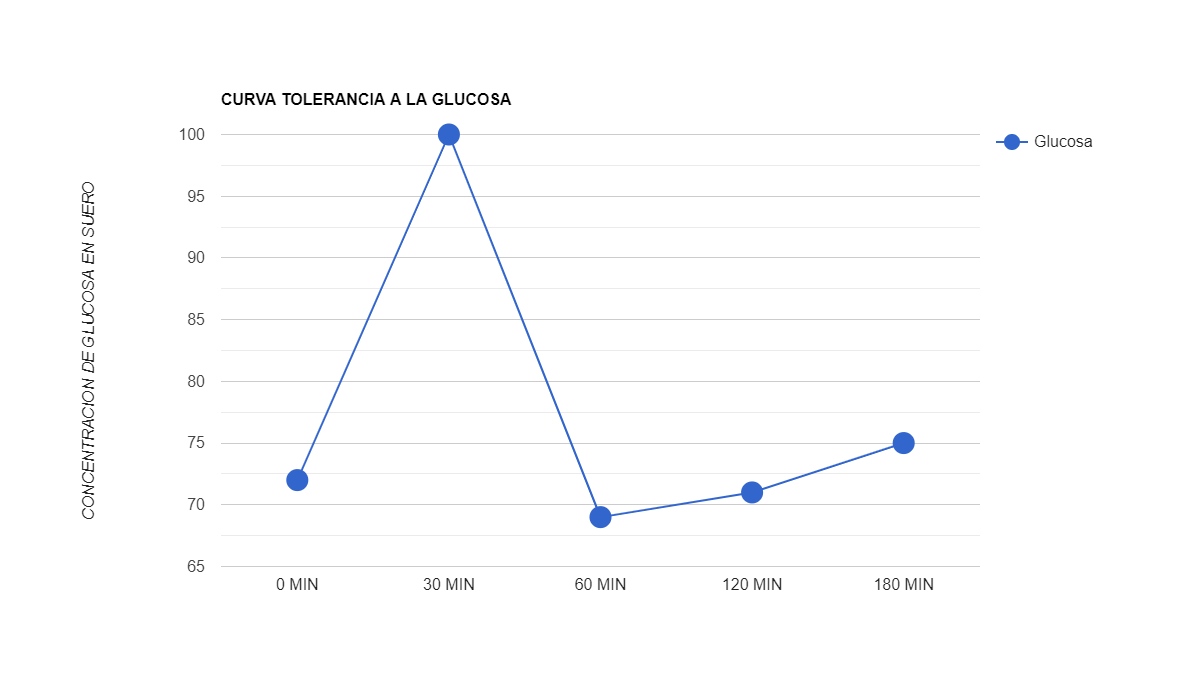 CURVA TOLERANCIA A LA GLUCOSA
Glucosa
CONCENTRACION DE GLUCOSA EN SUERO
100
95
90
85
80
75
70
65
0 MIN
30 MIN
60 MIN
120 MIN
180 MIN